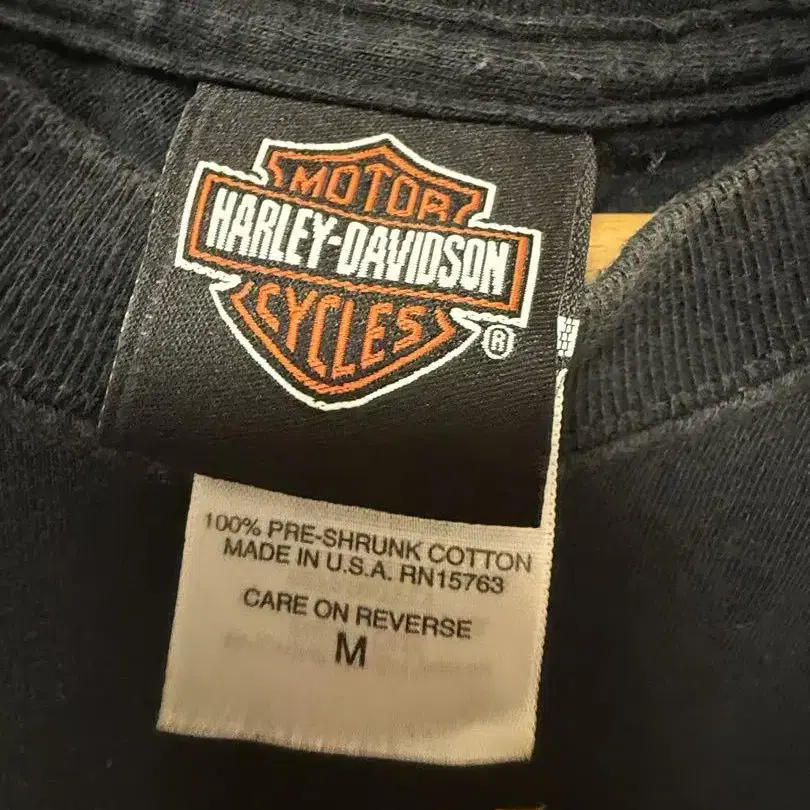 MOTOR
HARLEY-DAVIDSON
CYCLES
®
100% PRE-SHRUNK COTTON
MADE IN U.S.A. RN15763
CARE ON REVERSE
M